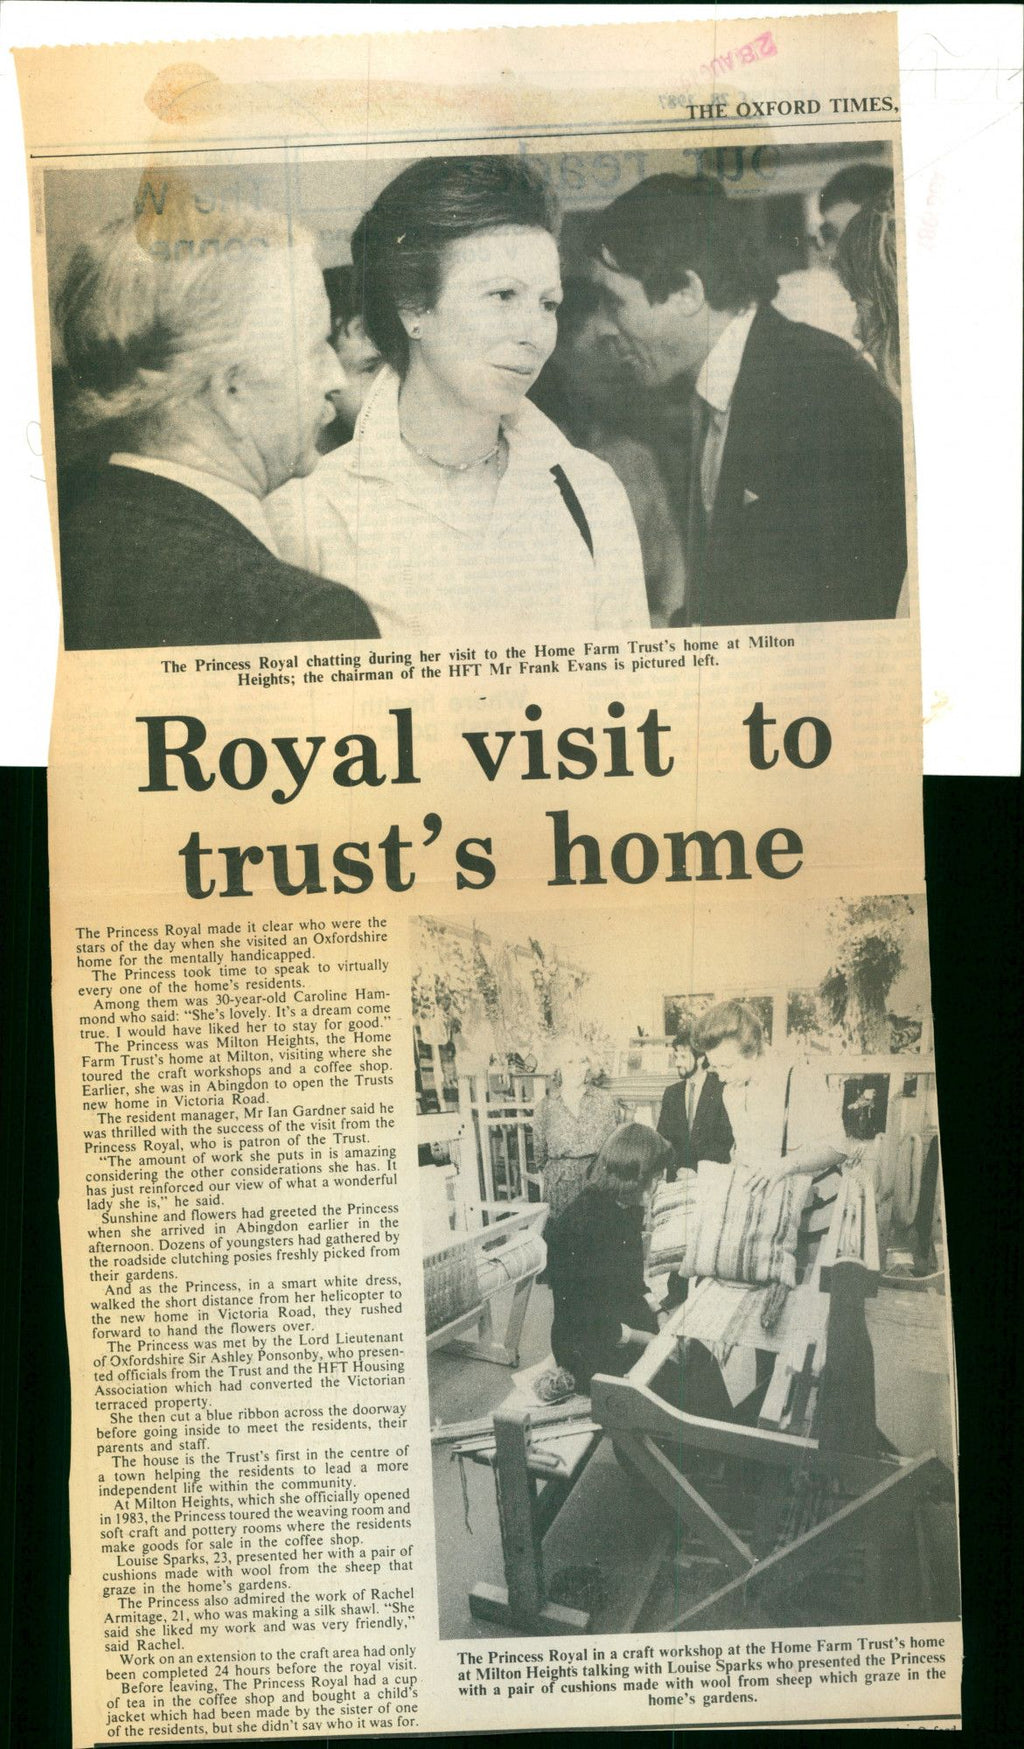 28 AUG
THE OXFORD TIMES,
The Princess Royal chatting during her visit to the Home Farm Trust's home at Milton
Heights; the chairman of the HFT Mr Frank Evans is pictured left.
Royal visit to
trust's home
The Princess Royal made it clear who were the
stars of the day when she visited an Oxfordshire
home for the mentally handicapped.
The Princess took time to speak to virtually
every one of the home's residents.
Among them was 30-year-old Caroline Ham-
mond who said: “She's lovely. It's a dream come
true. I would have liked her to stay for good.”
The Princess was Milton Heights, the Home
Farm Trust's home at Milton, visiting where she
toured the craft workshops and a coffee shop.
Earlier, she was in Abingdon to open the Trusts
new home in Victoria Road.
The resident manager, Mr Ian Gardner said he
was thrilled with the success of the visit from the
Princess Royal, who is patron of the Trust.
“The amount of work she puts in is amazing
considering the other considerations she has. It
has just reinforced our view of what a wonderful
lady she is,” he said.
Sunshine and flowers had greeted the Princess
when she arrived in Abingdon earlier in the
afternoon. Dozens of youngsters had gathered by
the roadside clutching posies freshly picked from
their gardens.
And as the Princess, in a smart white dress,
walked the short distance from her helicopter to
the new home in Victoria Road, they rushed
forward to hand the flowers over.
The Princess was met by the Lord Lieutenant
of Oxfordshire Sir Ashley Ponsonby, who presen-
ted officials from the Trust and the HFT Housing
Association which had converted the Victorian
terraced property.
She then cut a blue ribbon across the doorway
before going inside to meet the residents, their
parents and staff.
The house is the Trust's first in the centre of
a town helping the residents to lead a more
independent life within the community.
At Milton Heights, which she officially opened
in 1983, the Princess toured the weaving room and
soft craft and pottery rooms where the residents
make goods for sale in the coffee shop.
Louise Sparks, 23, presented her with a pair of
cushions made with wool from the sheep that
graze in the home's gardens.
The Princess also admired the work of Rachel
Armitage, 21, who was making a silk shawl. “She
said she liked my work and was very friendly,”
said Rachel.
Work on an extension to the craft area had only
been completed 24 hours before the royal visit.
Before leaving, The Princess Royal had a cup
of tea in the coffee shop and bought a child's
jacket which had been made by the sister of one
of the residents, but she didn't say who it was for.
The Princess Royal in a craft workshop at the Home Farm Trust's home
at Milton Heights talking with Louise Sparks who presented the Princess
with a pair of cushions made with wool from sheep which graze in the
home's gardens.